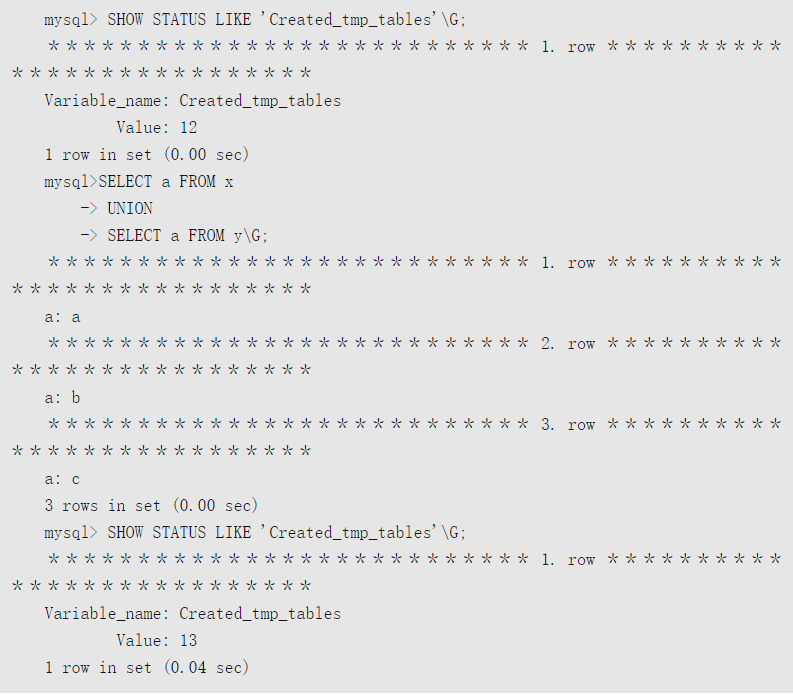 mysql> SHOW STATUS LIKE 'Created_tmp_tables'\G;
*************************** 1. row **********
*****************
Variable_name: Created_tmp_tables
Value: 12
1 row in set (0.00 sec)
mysql>SELECT a FROM x
-> UNION
-> SELECT a FROM y\G;
*************************** 1. row **********
*****************
a: a
*************************** 2. row **********
*****************
a: b
*************************** 3. row **********
*****************
a: c
3 rows in set (0.00 sec)
mysql> SHOW STATUS LIKE 'Created_tmp_tables'\G;
*************************** 1. row **********
*****************
Variable_name: Created_tmp_tables
Value: 13
1 row in set (0.04 sec)